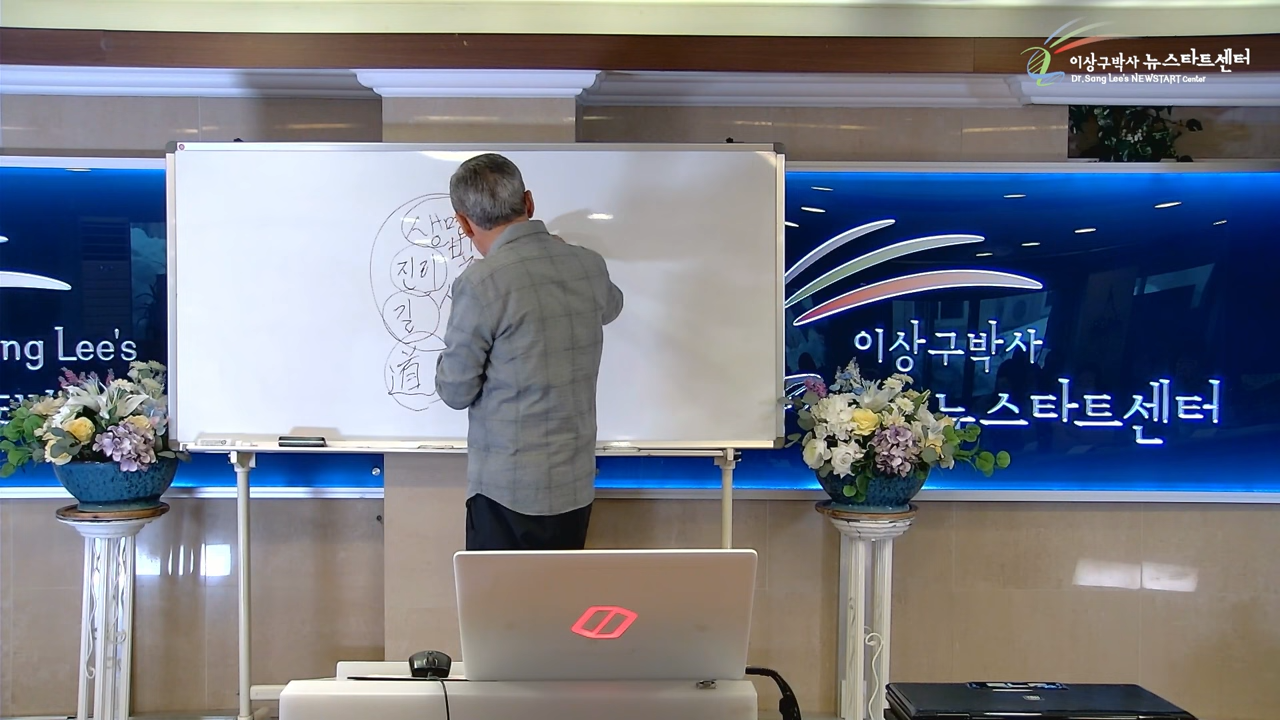 이상구박사 뉴스타트센터
Dr. Sang Lee's NEWSTART Center
생명
진리
길
道
ng Lee's
이상구박사
뉴스타트센터